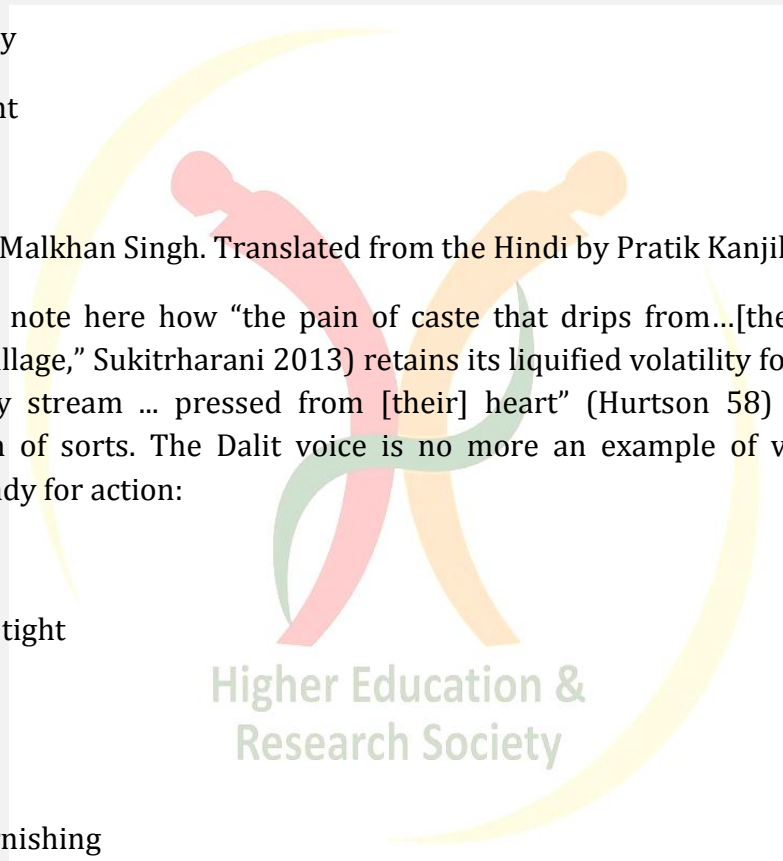 y
nt
Malkhan Singh. Translated from the Hindi by Pratik Kanjil
note here how “the pain of caste that drips from…[the
llage,” Sukitrharani 2013) retains its liquified volatility fo
y stream ... pressed from [their] heart” (Hurtson 58)
n of sorts. The Dalit voice is no more an example of v
dy for action:
tight
Higher Education &
Research Society
nishing